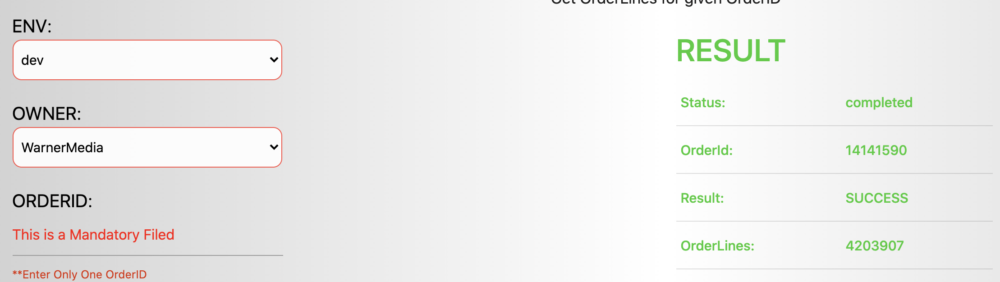 Get OrderLines for given OrderID
ENV:
dev
OWNER:
WarnerMedia
ORDERID:
This is a Mandatory Filed
**Enter Only One OrderID
RESULT
Status: completed
OrderId: 14141590
Result: SUCCESS
OrderLines: 4203907